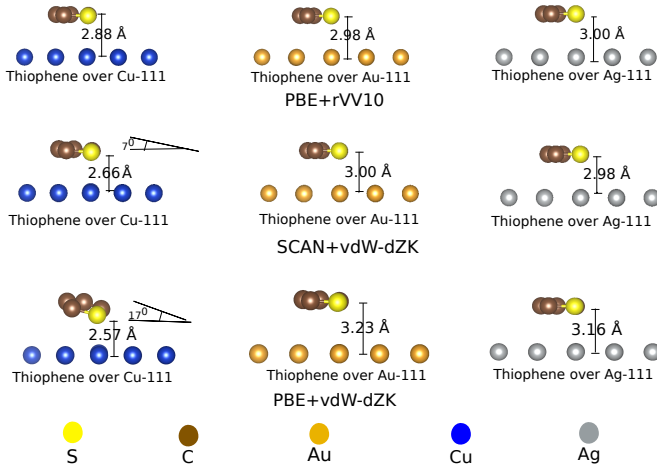 2.88 Å
2.98 Å
3.00 Å
Thiophene over Cu-111
Thiophene over Au-111
Thiophene over Ag-111
PBE+rVV10
7⁰
2.66Å
3.00 Å
2.98 Å
Thiophene over Cu-111
Thiophene over Au-111
Thiophene over Ag-111
SCAN+vdW-dZK
17⁰
2.57 Å
3.23 Å
3.16 Å
Thiophene over Cu-111
Thiophene over Au-111
Thiophene over Ag-111
PBE+vdW-dZK
S
C
Au
Cu
Ag